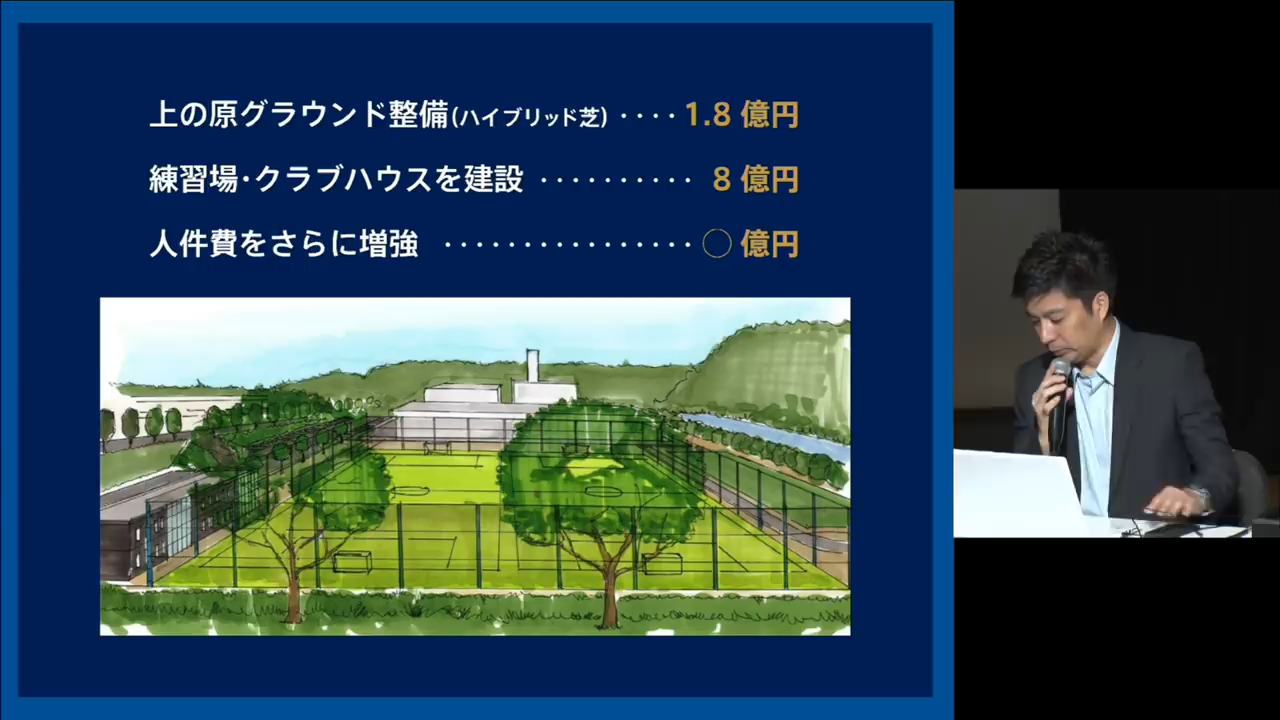 上の原グラウンド整備(ハイブリッド芝) ････ 1.8 億円
練習場･クラブハウスを建設 ･･････････ 8 億円
人件費をさらに増強 ････････････････ ◯ 億円